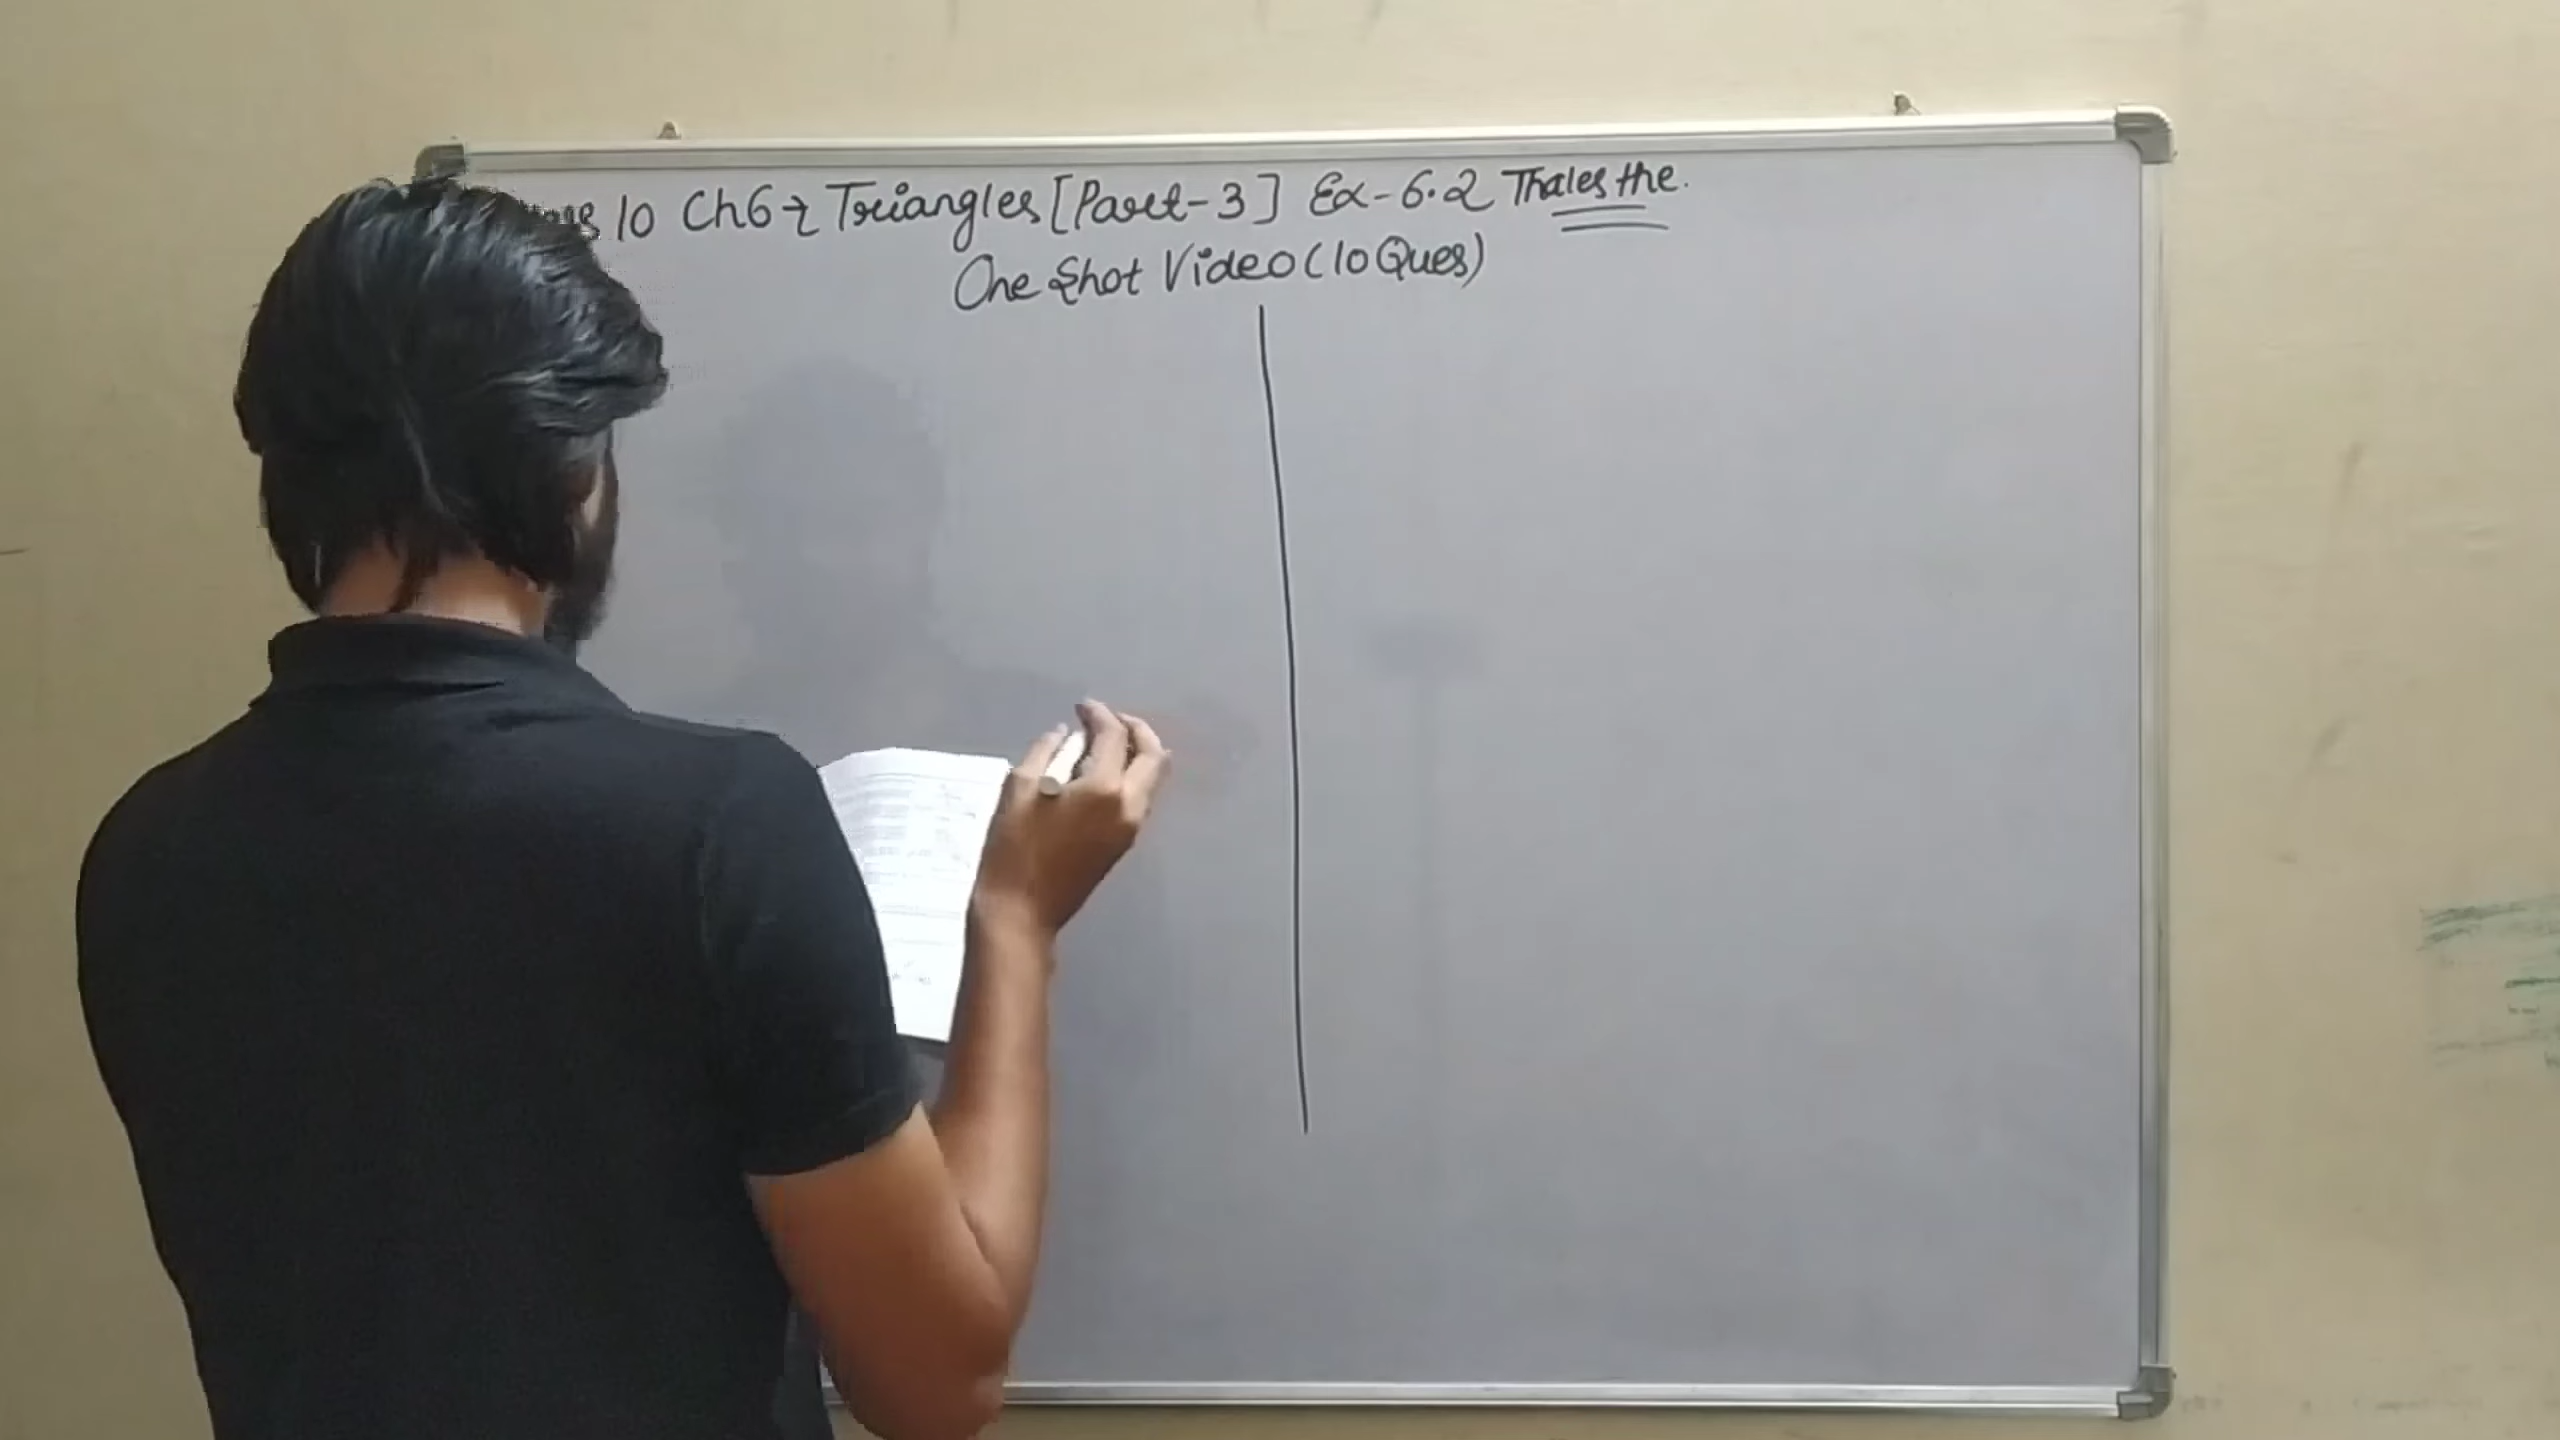 10 Ch6 → Triangles [Part-3] Ex-6.2 Thales the.
One Shot Video (10 Ques)